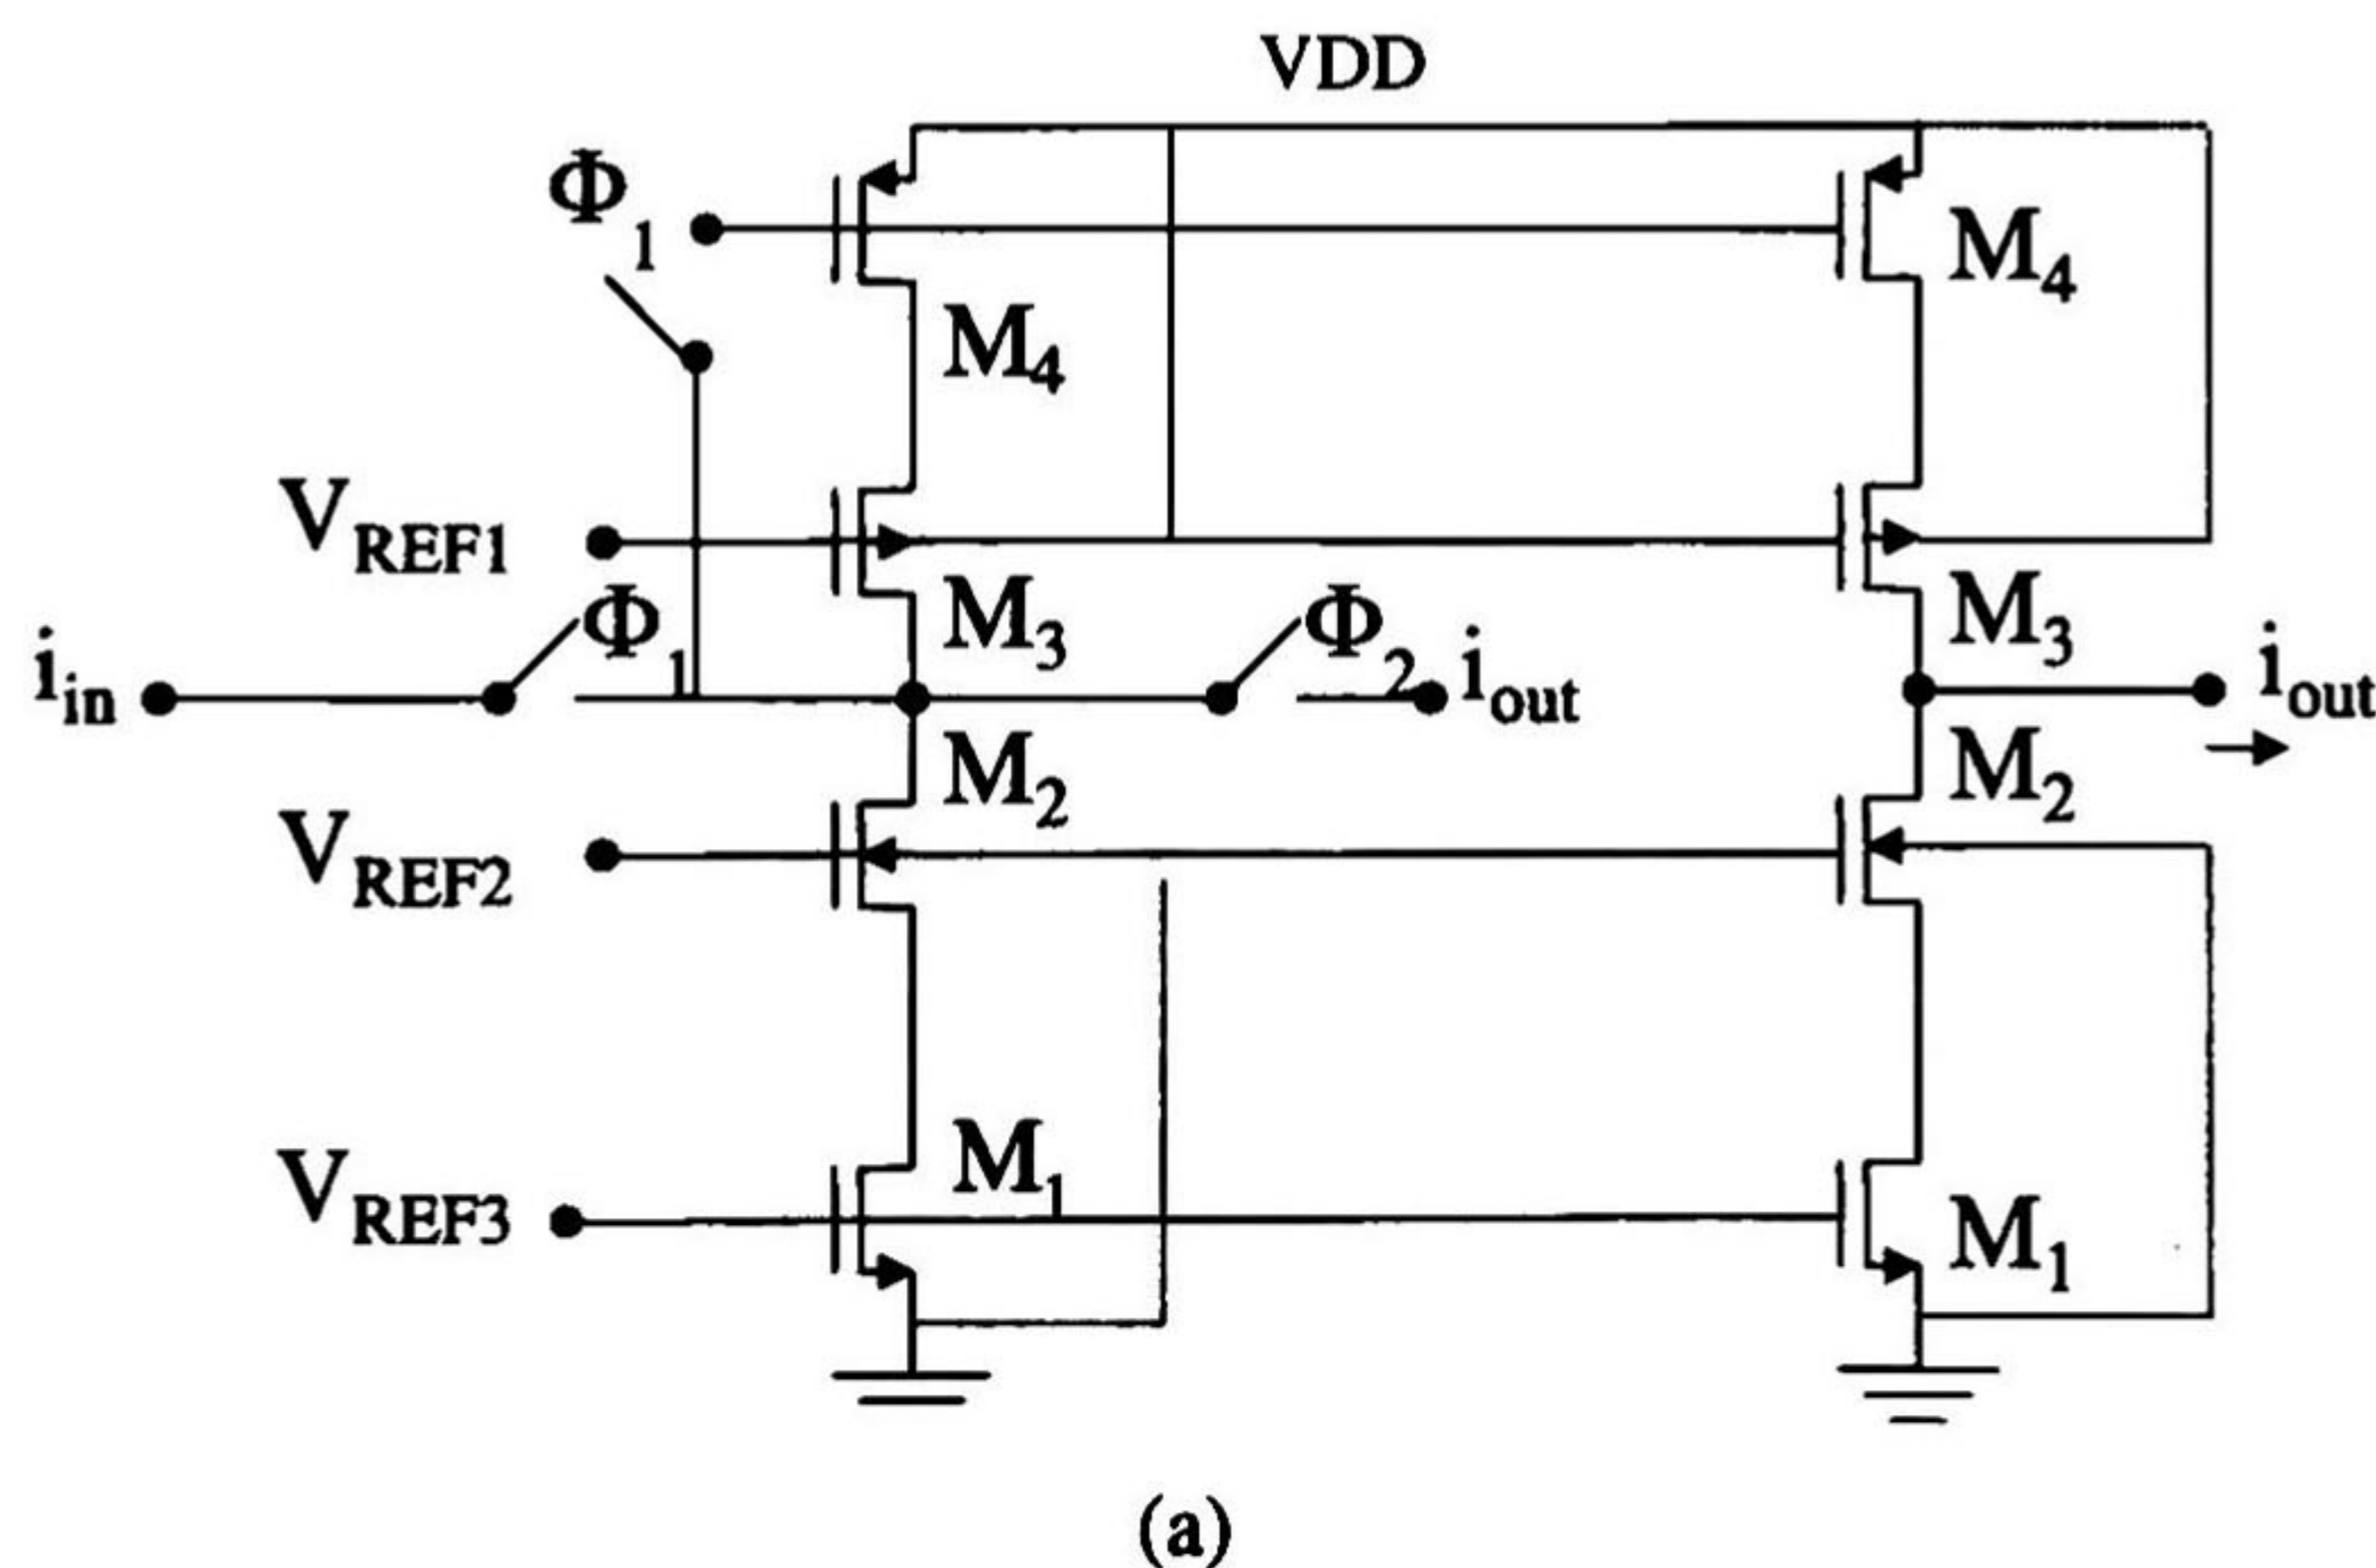 VDD
Φ1
M4
M4
VREF1
M3
M3
iin
Φ1
Φ2
iout
iout
M2
M2
VREF2
M1
M1
VREF3
(a)